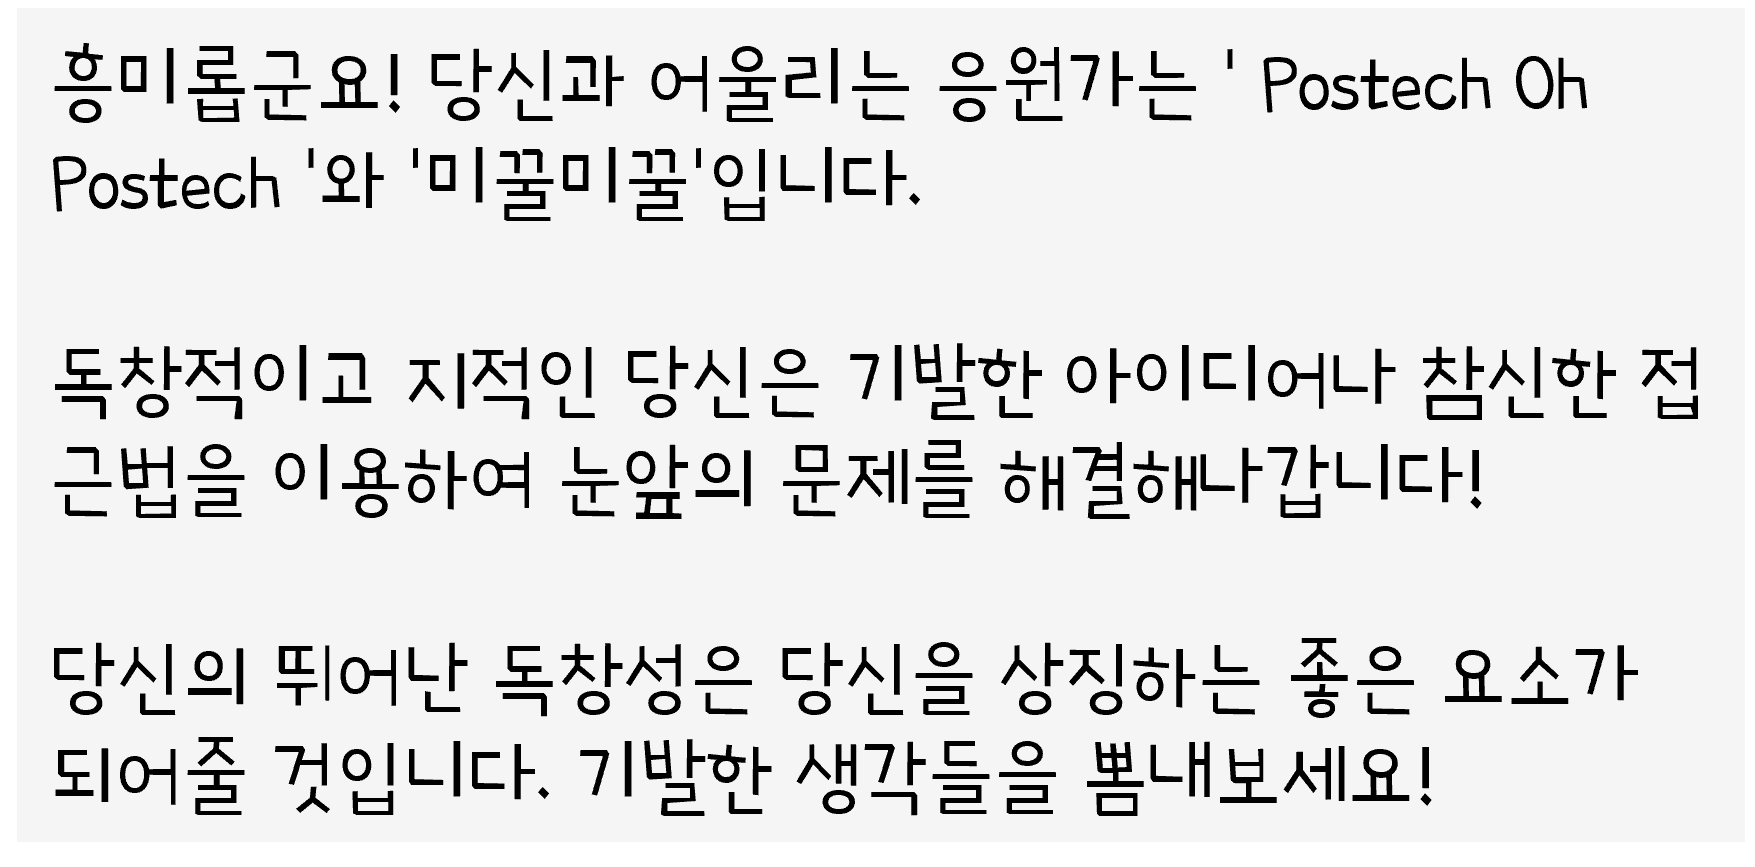 흥미롭군요! 당신과 어울리는 응원가는 ' Postech Oh
Postech '와 '미꿀미꿀'입니다.
독창적이고 지적인 당신은 기발한 아이디어나 참신한 접
근법을 이용하여 눈앞의 문제를 해결해나갑니다!
당신의 뛰어난 독창성은 당신을 상징하는 좋은 요소가
되어줄 것입니다. 기발한 생각들을 뽐내보세요!